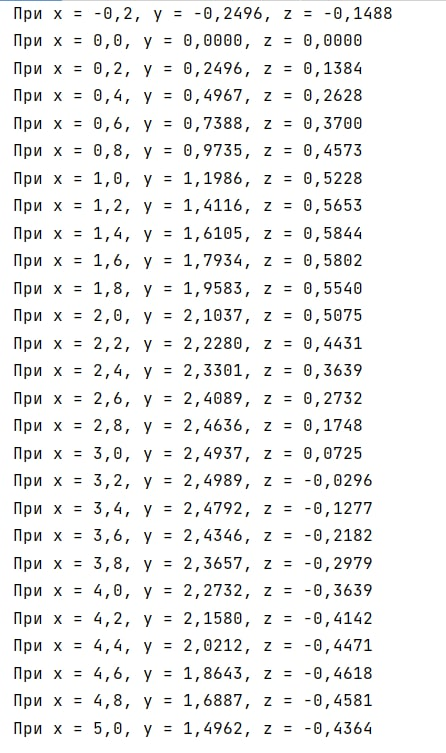 При x = -0,2, y = -0,2496, z = -0,1488
При x = 0,0, y = 0,0000, z = 0,0000
При x = 0,2, y = 0,2496, z = 0,1384
При x = 0,4, y = 0,4967, z = 0,2628
При x = 0,6, y = 0,7388, z = 0,3700
При x = 0,8, y = 0,9735, z = 0,4573
При x = 1,0, y = 1,1986, z = 0,5228
При x = 1,2, y = 1,4116, z = 0,5653
При x = 1,4, y = 1,6105, z = 0,5844
При x = 1,6, y = 1,7934, z = 0,5802
При x = 1,8, y = 1,9583, z = 0,5540
При x = 2,0, y = 2,1037, z = 0,5075
При x = 2,2, y = 2,2280, z = 0,4431
При x = 2,4, y = 2,3301, z = 0,3639
При x = 2,6, y = 2,4089, z = 0,2732
При x = 2,8, y = 2,4636, z = 0,1748
При x = 3,0, y = 2,4937, z = 0,0725
При x = 3,2, y = 2,4989, z = -0,0296
При x = 3,4, y = 2,4792, z = -0,1277
При x = 3,6, y = 2,4346, z = -0,2182
При x = 3,8, y = 2,3657, z = -0,2979
При x = 4,0, y = 2,2732, z = -0,3639
При x = 4,2, y = 2,1580, z = -0,4142
При x = 4,4, y = 2,0212, z = -0,4471
При x = 4,6, y = 1,8643, z = -0,4618
При x = 4,8, y = 1,6887, z = -0,4581
При x = 5,0, y = 1,4962, z = -0,4364